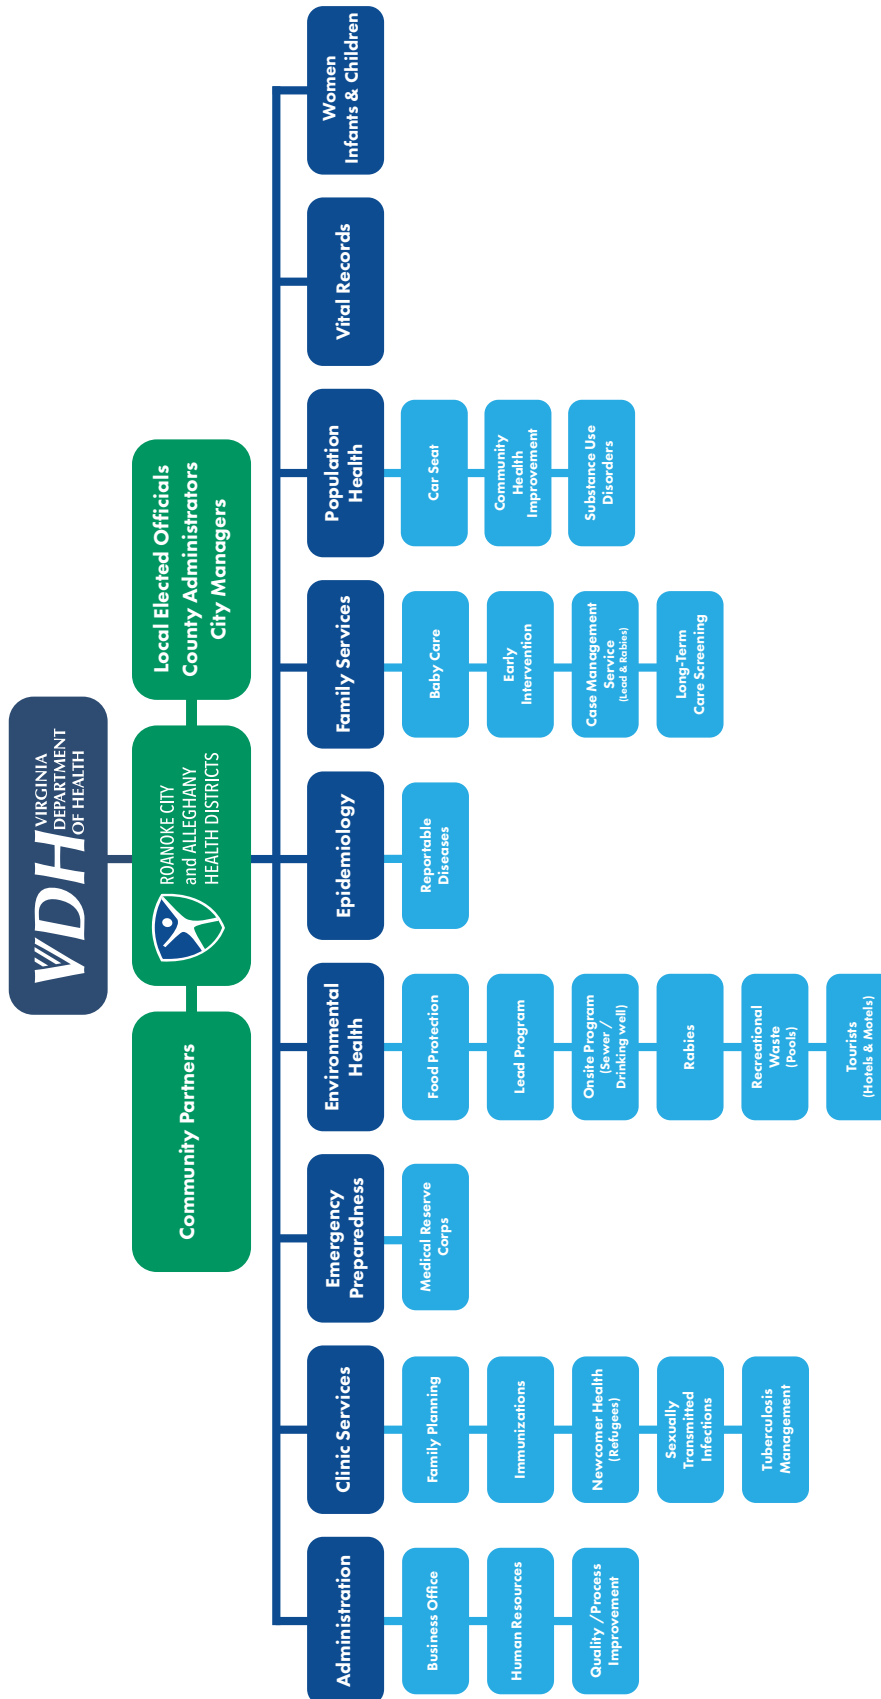 VDH
VIRGINIA
DEPARTMENT
OF HEALTH
Community Partners
ROANOKE CITY
and ALLEGHANY
HEALTH DISTRICTS
Local Elected Officials
County Administrators
City Managers
Administration
Business Office
Human Resources
Quality /Process
Improvement
Clinic Services
Family Planning
Immunizations
Newcomer Health
(Refugees)
Sexually
Transmitted
Infections
Tuberculosis
Management
Emergency
Preparedness
Medical Reserve
Corps
Environmental
Health
Food Protection
Lead Program
Onsite Program
(Sewer /
Drinking well)
Rabies
Recreational
Waste
(Pools)
Tourists
(Hotels & Motels)
Epidemiology
Reportable
Diseases
Family Services
Baby Care
Early
Intervention
Case Management
Service
(Lead & Rabies)
Long-Term
Care Screening
Population
Health
Car Seat
Community
Health
Improvement
Substance Use
Disorders
Vital Records
Women
Infants & Children